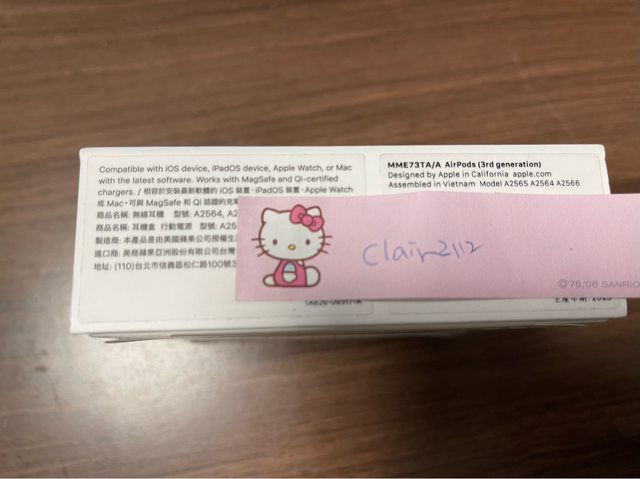 Compatible with iOS device, iPadOS device, Apple Watch, or Mac
with the latest software. Works with MagSafe and Qi-certified
chargers. / 相容於安裝最新軟體的 iOS 裝置、iPadOS 裝置、Apple Watch
或 Mac。可與 MagSafe 和 Qi 認證的充電
商品名稱: 無線耳機 型號: A2564, A2
商品名稱: 耳機盒 行動電源 型號: A25
製造商: 本產品是由美國蘋果公司授權生
進口商: 美商蘋果亞洲股份有限公司台灣
地址: (110)台北市信義區松仁路100號3
MME73TA/A AirPods (3rd generation)
Designed by Apple in California apple.com
Assembled in Vietnam Model A2565 A2564 A2566
Clair2112
©'76,'06 SANRIO